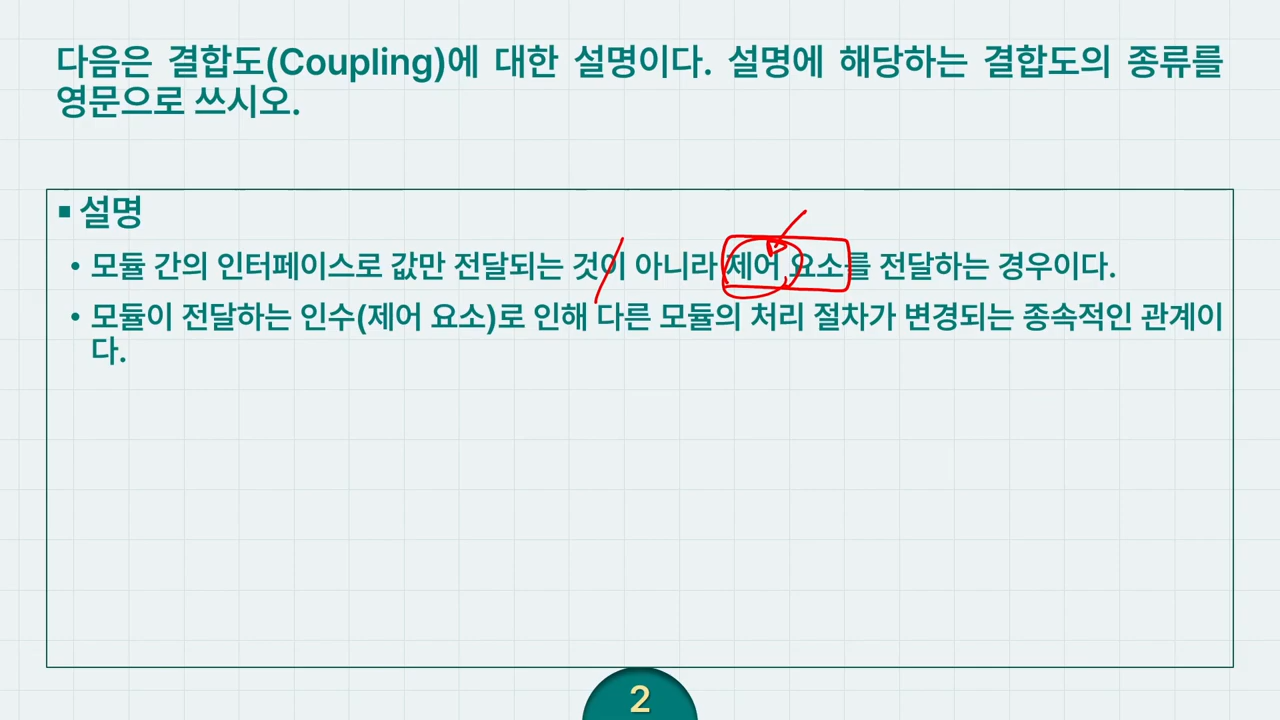 다음은 결합도(Coupling)에 대한 설명이다. 설명에 해당하는 결합도의 종류를
영문으로 쓰시오.
▪ 설명
• 모듈 간의 인터페이스로 값만 전달되는 것이 아니라 제어 요소를 전달하는 경우이다.
• 모듈이 전달하는 인수(제어 요소)로 인해 다른 모듈의 처리 절차가 변경되는 종속적인 관계이
다.
2